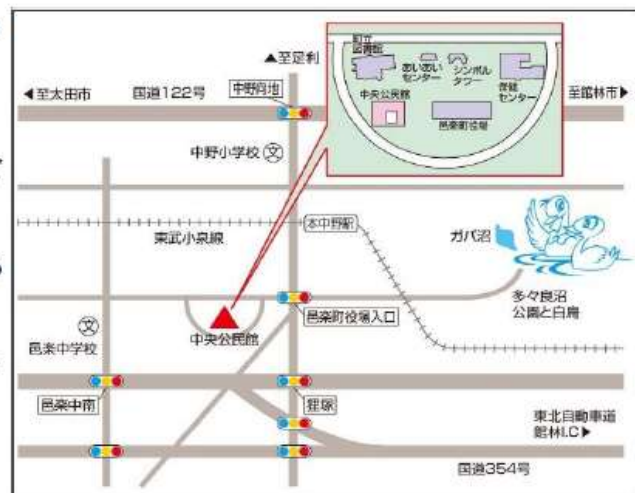 ▲至足利
◀至太田市
国道122号
至館林市▶
町立
図書館
あいあい
センター
シンボル
タワー
保健
センター
中央公民館
邑楽町役場
中野小学校
文
東武小泉線
本中野駅
ガバ沼
多々良沼
公園と白鳥
文
邑楽中学校
中央公民館
邑楽町役場入口
邑楽中南
狸塚
東北自動車道
館林I.C▶
国道354号